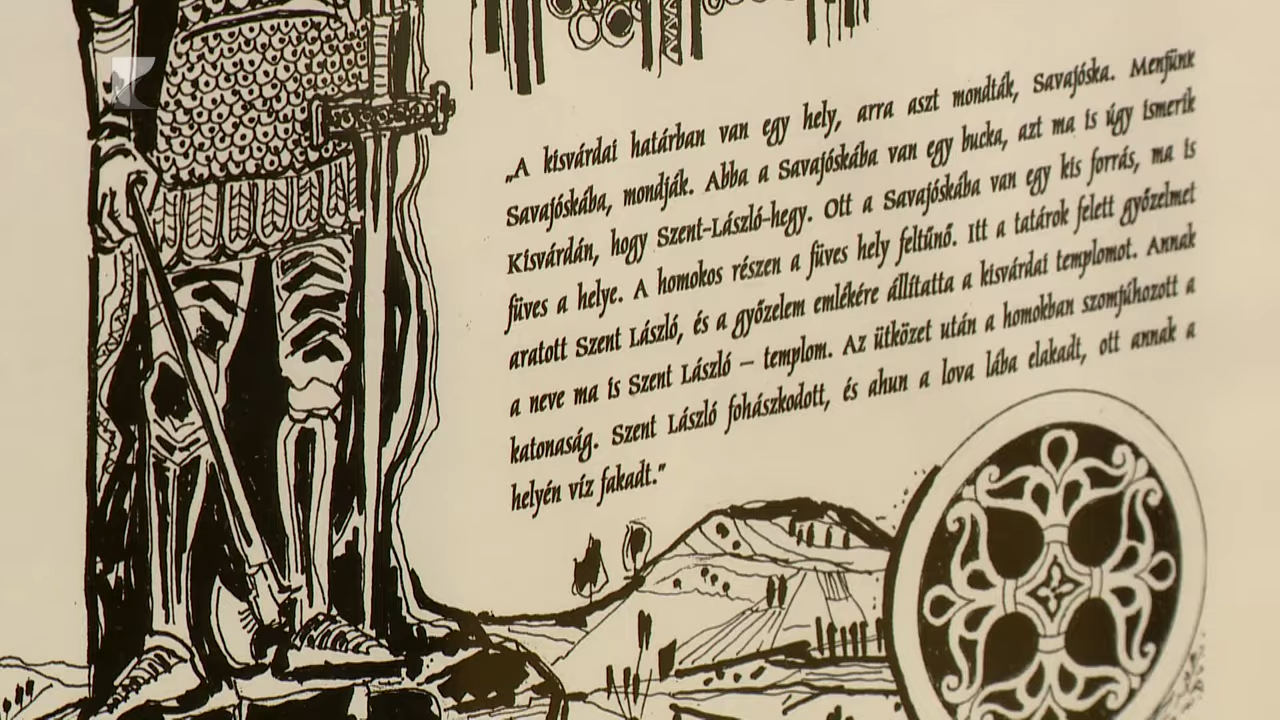 „A kisvárdai határban van egy hely, arra aszt mondták, Savajóska. Menjünk
Savajóskába, mondják. Abba a Savajóskába van egy bucka, azt ma is úgy ismerik
Kisvárdán, hogy Szent-László-hegy. Ott a Savajóskába van egy kis forrás, ma is
füves a helye. A homokos részen a füves hely feltűnő. Itt a tatárok felett győzelmet
aratott Szent László, és a győzelem emlékére állítatta a kisvárdai templomot. Annak
a neve ma is Szent László – templom. Az ütközet után a homokban szomjúhozott a
katonaság. Szent László fohászkodott, és ahun a lova lába elakadt, ott annak a
helyén víz fakadt.”